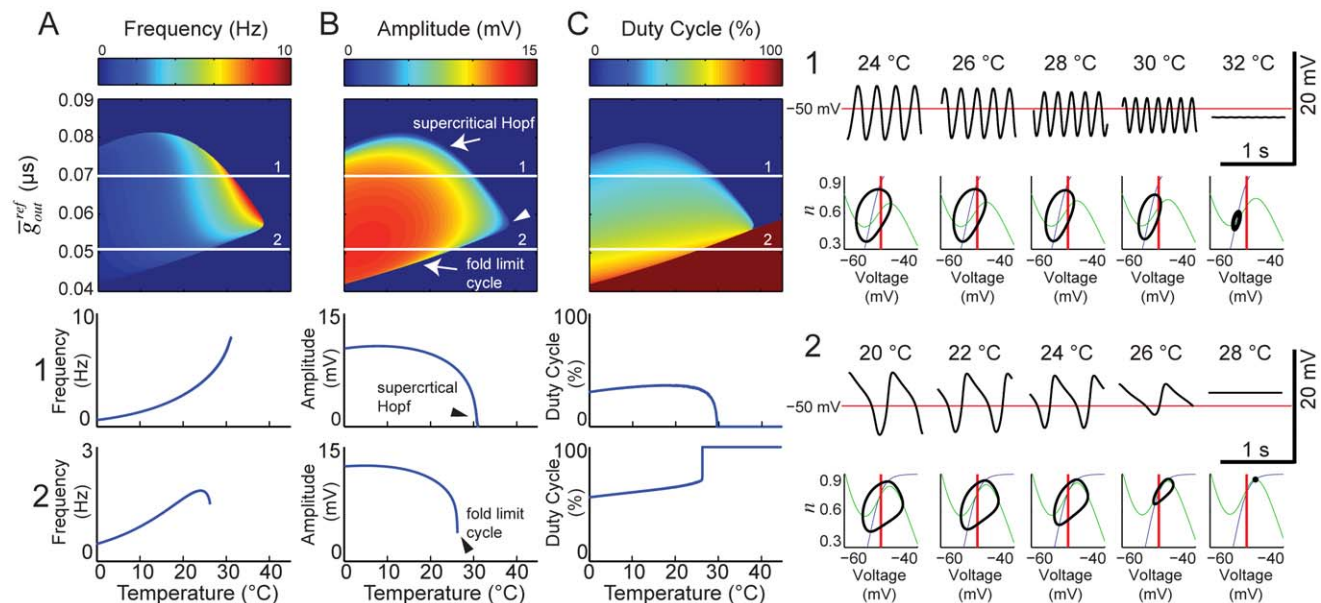 A Frequency (Hz)
0 10
B Amplitude (mV)
0 15
C Duty Cycle (%)
0 100
0.09
0.08
0.07
0.06
0.05
0.04
g̅ref out (μs)
1
2
supercritical Hopf
1
2
fold limit
cycle
1
2
1
Frequency
(Hz)
10
0
Amplitude
(mV)
15
0
supercrtical
Hopf
Duty Cycle
(%)
100
0
2
Frequency
(Hz)
3
0
0 10 20 30 40
Temperature (°C)
Amplitude
(mV)
15
0
fold limit
cycle
0 10 20 30 40
Temperature (°C)
Duty Cycle
(%)
100
0
0 10 20 30 40
Temperature (°C)
1
24 °C 26 °C 28 °C 30 °C 32 °C
−50 mV
20 mV
1 s
n
0.9
0.6
0.3
−60 −40 −60 −40 −60 −40 −60 −40 −60 −40
Voltage Voltage Voltage Voltage Voltage
(mV) (mV) (mV) (mV) (mV)
2
20 °C 22 °C 24 °C 26 °C 28 °C
−50 mV
20 mV
1 s
n
0.9
0.6
0.3
−60 −40 −60 −40 −60 −40 −60 −40 −60 −40
Voltage Voltage Voltage Voltage Voltage
(mV) (mV) (mV) (mV) (mV)